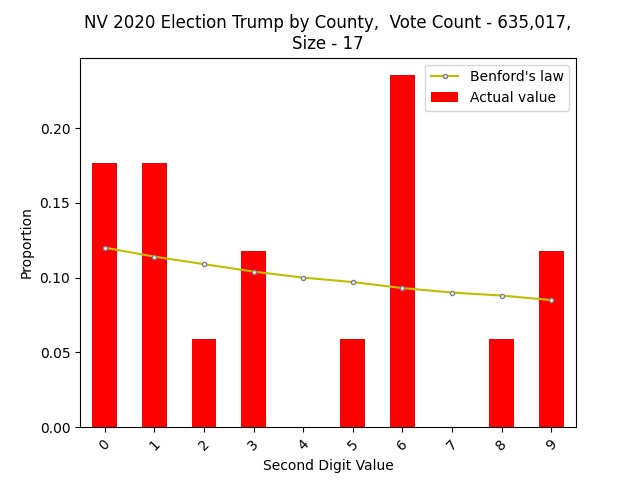 NV 2020 Election Trump by County,  Vote Count - 635,017,
Size - 17
Benford's law
Actual value
0.20
0.15
0.10
0.05
0.00
Proportion
0 1 2 3 4 5 6 7 8 9
Second Digit Value